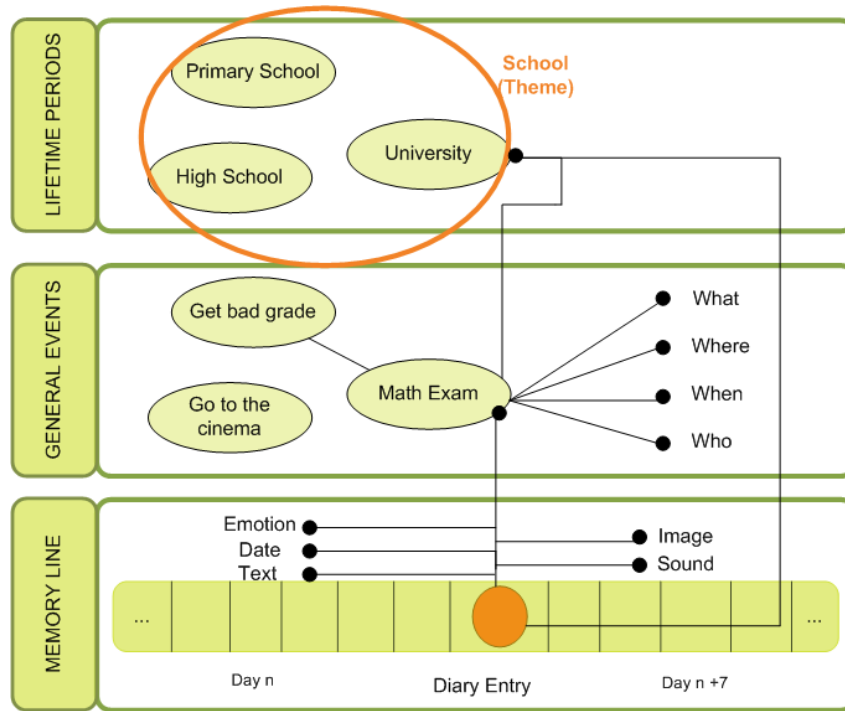 LIFETIME PERIODS
Primary School
High School
University
School
(Theme)
GENERAL EVENTS
Get bad grade
Go to the
cinema
Math Exam
What
Where
When
Who
MEMORY LINE
Emotion
Date
Text
Image
Sound
...
...
Day n
Diary Entry
Day n +7